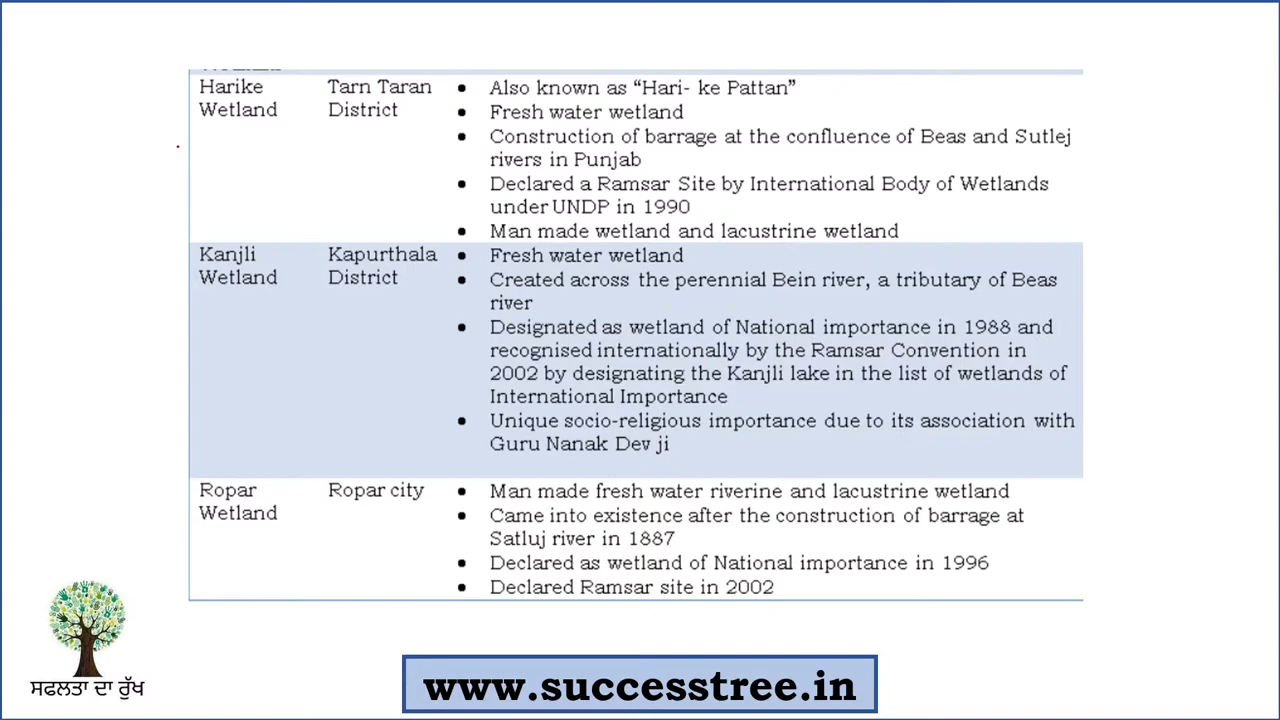 Harike Wetland
Tarn Taran District
• Also known as “Hari- ke Pattan”
• Fresh water wetland
• Construction of barrage at the confluence of Beas and Sutlej
rivers in Punjab
• Declared a Ramsar Site by International Body of Wetlands
under UNDP in 1990
• Man made wetland and lacustrine wetland
Kanjli Wetland
Kapurthala District
• Fresh water wetland
• Created across the perennial Bein river, a tributary of Beas
river
• Designated as wetland of National importance in 1988 and
recognised internationally by the Ramsar Convention in
2002 by designating the Kanjli lake in the list of wetlands of
International Importance
• Unique socio-religious importance due to its association with
Guru Nanak Dev ji
Ropar Wetland
Ropar city
• Man made fresh water riverine and lacustrine wetland
• Came into existence after the construction of barrage at
Satluj river in 1887
• Declared as wetland of National importance in 1996
• Declared Ramsar site in 2002
ਸਫਲਤਾ ਦਾ ਰੁੱਖ
www.successtree.in